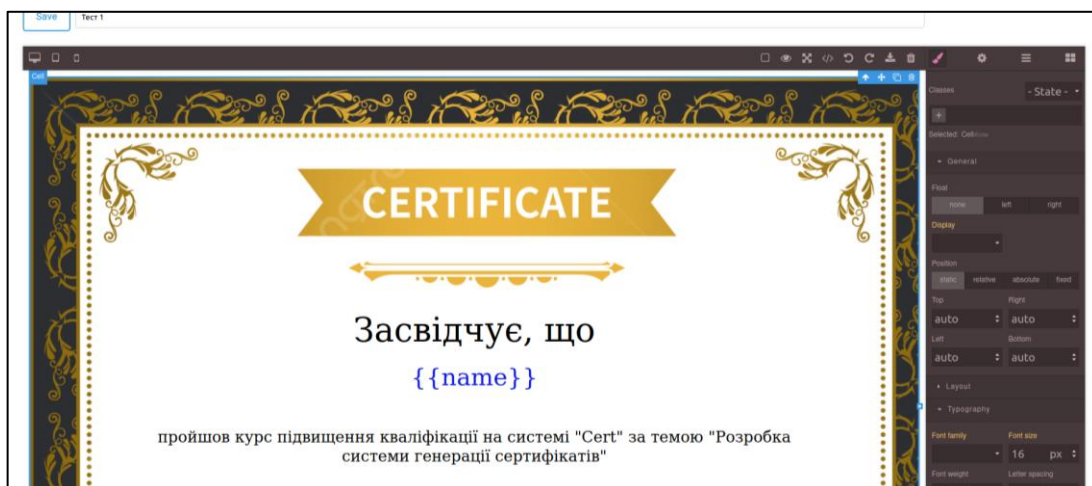 Save
Тест 1
Cell
- State -
Classes
+
Selected: Cell#row
General
Float
none left right
Display
Position
static relative absolute fixed
Top Right
auto auto
Left Bottom
auto auto
Layout
Typography
Font family Font size
16 px
Font weight Letter spacing
CERTIFICATE
Засвідчує, що
{{name}}
пройшов курс підвищення кваліфікації на системі "Cert" за темою "Розробка
системи генерації сертифікатів"